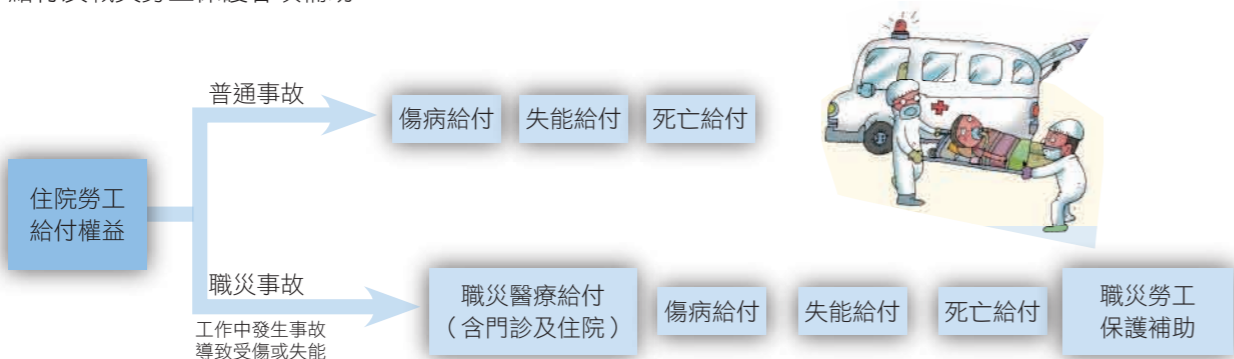 普通事故
傷病給付
失能給付
死亡給付
住院勞工
給付權益
職災事故
工作中發生事故
導致受傷或失能
職災醫療給付
（含門診及住院）
傷病給付
失能給付
死亡給付
職災勞工
保護補助